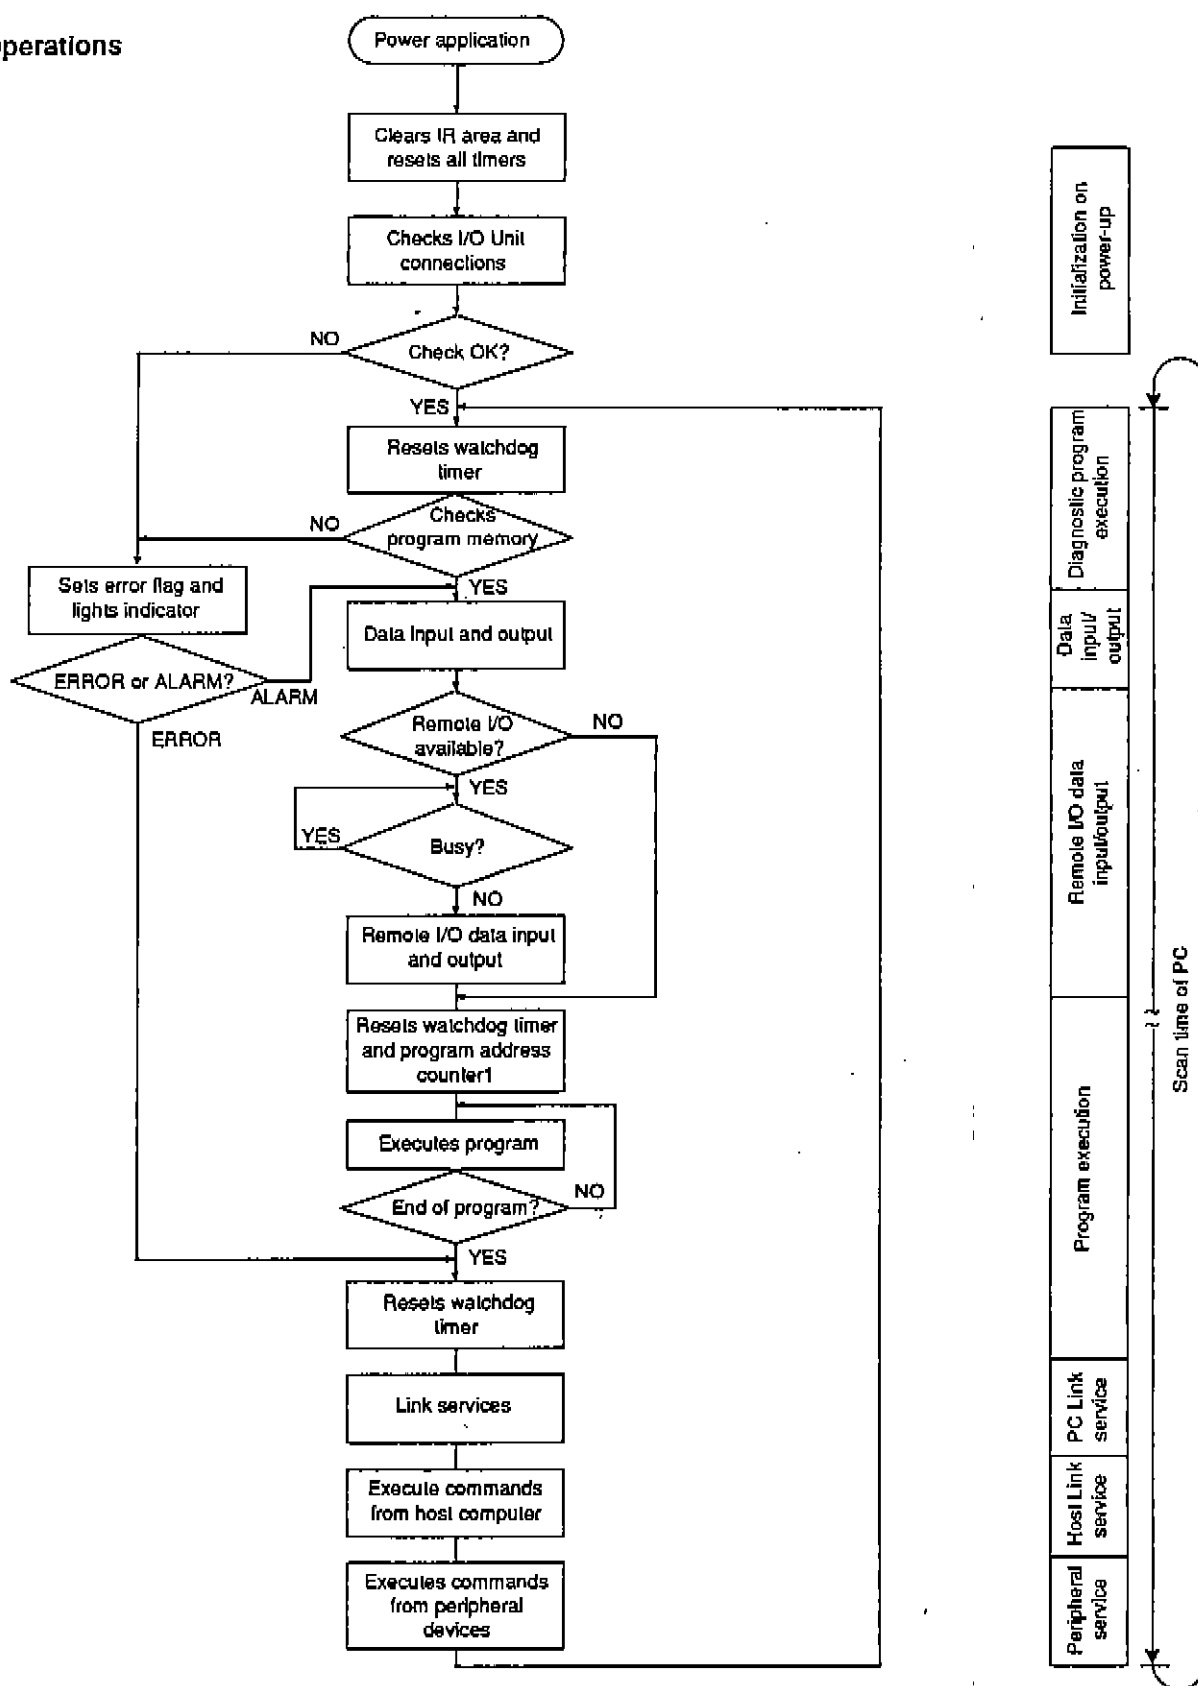 perations
Power application
Clears IR area and
resets all timers
Checks I/O Unit
connections
NO
Check OK?
YES
Resets watchdog
timer
NO
Checks
program memory
YES
Sets error flag and
lights indicator
Data input and output
ERROR or ALARM?
ALARM
ERROR
Remote I/O
available?
NO
YES
YES
Busy?
NO
Remote I/O data input
and output
Resets watchdog timer
and program address
counter1
Executes program
End of program?
NO
YES
Resets watchdog
timer
Link services
Execute commands
from host computer
Executes commands
from peripheral
devices
Initialization on
power-up
Diagnostic program
execution
Data
input/
output
Remote I/O data
input/output
Program execution
PC Link
service
Host Link
service
Peripheral
service
Scan time of PC